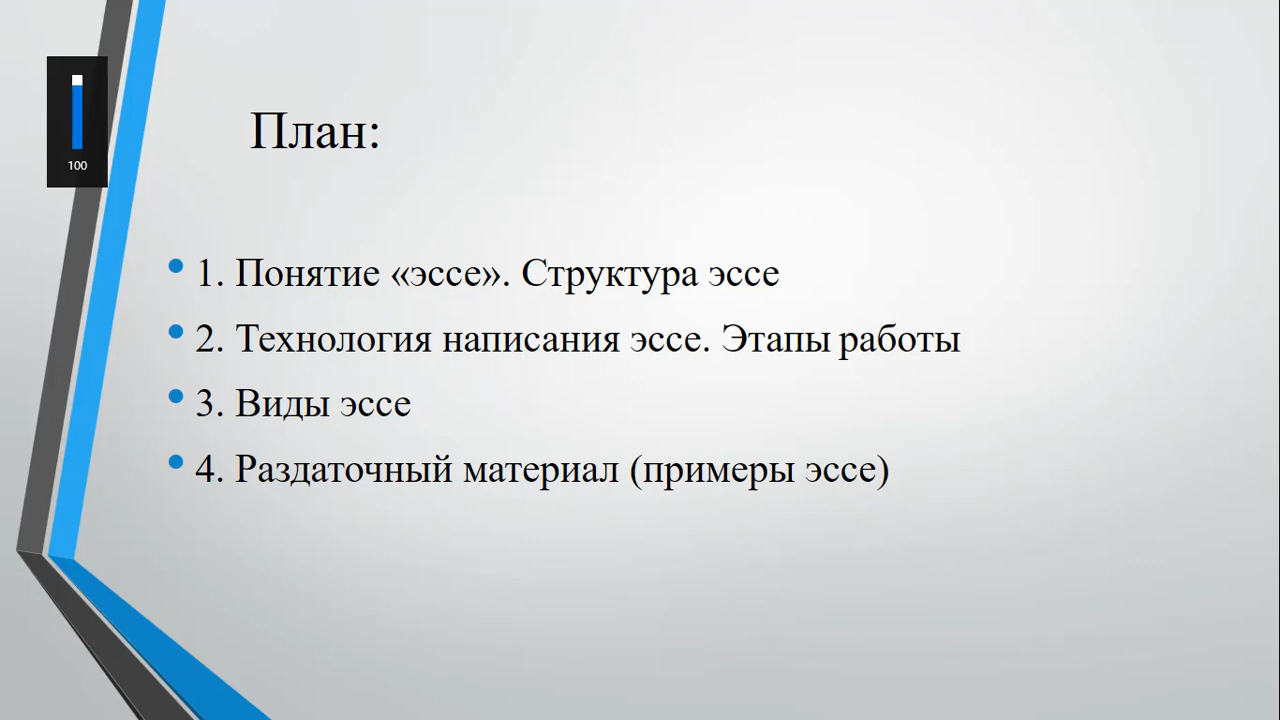 100
План:
1. Понятие «эссе». Структура эссе
2. Технология написания эссе. Этапы работы
3. Виды эссе
4. Раздаточный материал (примеры эссе)